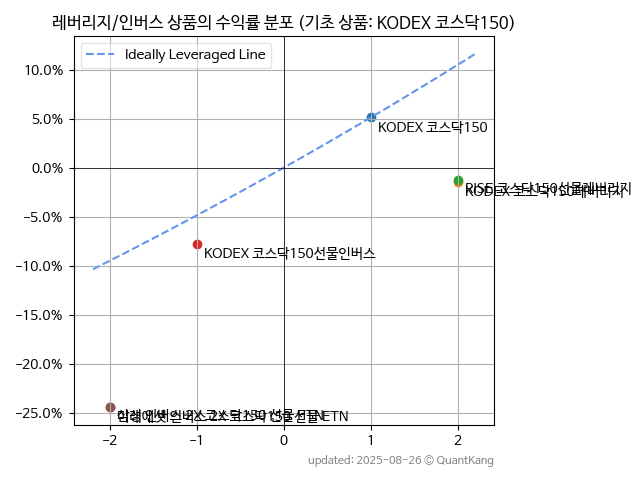 레버리지/인버스 상품의 수익률 분포 (기초 상품: KODEX 코스닥150)
Ideally Leveraged Line
10.0%
5.0%
0.0%
−5.0%
−10.0%
−15.0%
−20.0%
−25.0%
KODEX 코스닥150
KODEX 코스닥150선물인버스
−2
−1
0
1
2
updated: 2025-08-26 © QuantKang